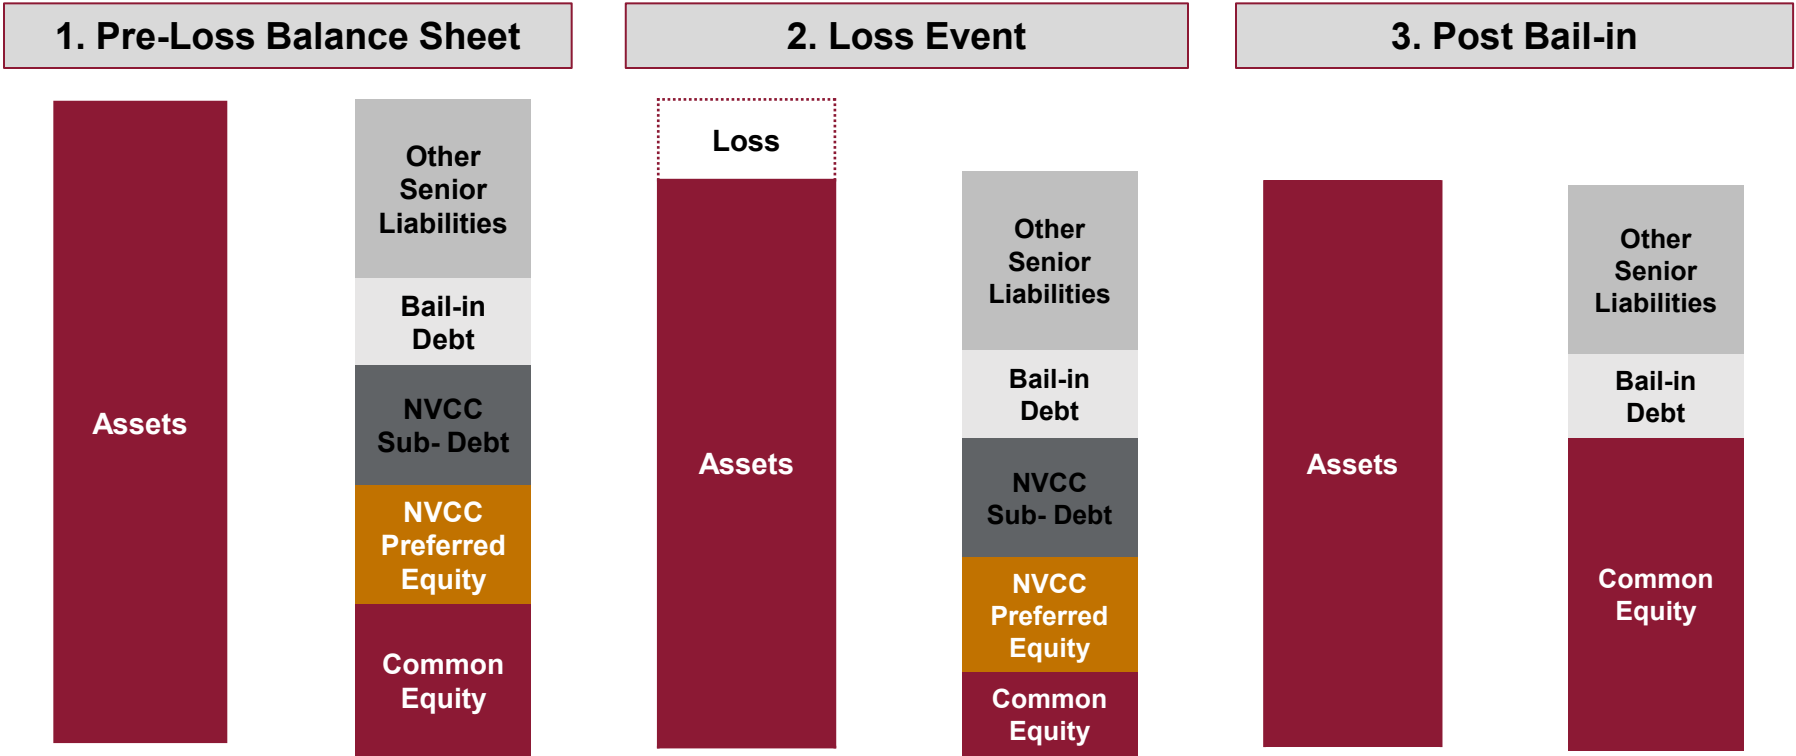 1. Pre-Loss Balance Sheet
Assets
Other
Senior
Liabilities
Bail-in
Debt
NVCC
Sub- Debt
NVCC
Preferred
Equity
Common
Equity
2. Loss Event
Loss
Assets
Other
Senior
Liabilities
Bail-in
Debt
NVCC
Sub- Debt
NVCC
Preferred
Equity
Common
Equity
3. Post Bail-in
Assets
Other
Senior
Liabilities
Bail-in
Debt
Common
Equity